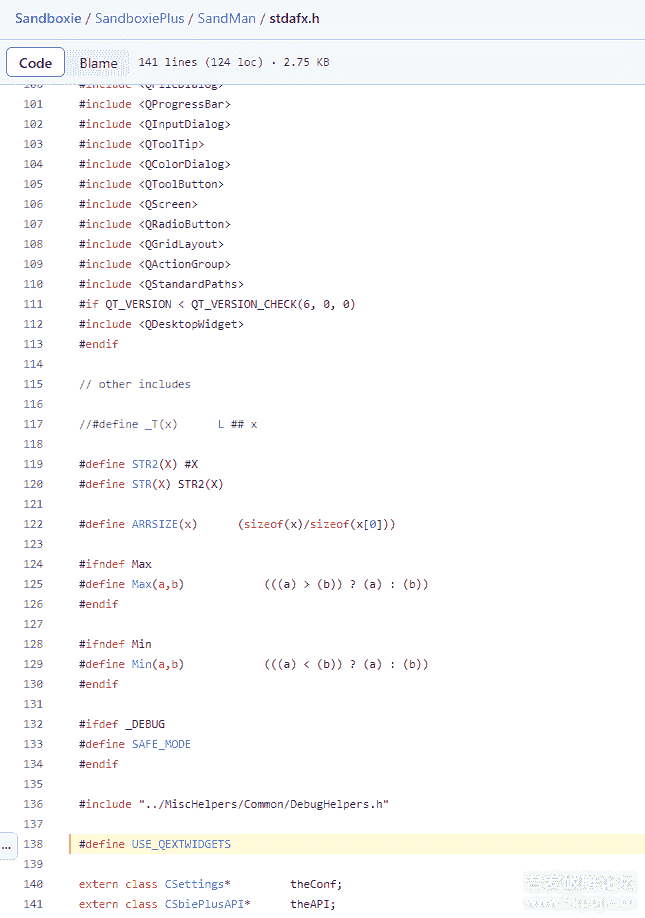 Sandboxie / SandboxiePlus / SandMan / stdafx.h
Code Blame 141 lines (124 loc) · 2.75 KB
100 #include <QFileDialog>
101 #include <QProgressBar>
102 #include <QInputDialog>
103 #include <QToolTip>
104 #include <QColorDialog>
105 #include <QToolButton>
106 #include <QScreen>
107 #include <QRadioButton>
108 #include <QGridLayout>
109 #include <QActionGroup>
110 #include <QStandardPaths>
111 #if QT_VERSION < QT_VERSION_CHECK(6, 0, 0)
112 #include <QDesktopWidget>
113 #endif
114
115 // other includes
116
117 //#define _T(x) L ## x
118
119 #define STR2(X) #X
120 #define STR(X) STR2(X)
121
122 #define ARRSIZE(x) (sizeof(x)/sizeof(x[0]))
123
124 #ifndef Max
125 #define Max(a,b) (((a) > (b)) ? (a) : (b))
126 #endif
127
128 #ifndef Min
129 #define Min(a,b) (((a) < (b)) ? (a) : (b))
130 #endif
131
132 #ifdef _DEBUG
133 #define SAFE_MODE
134 #endif
135
136 #include "../MiscHelpers/Common/DebugHelpers.h"
137
... 138 #define USE_QEXTWIDGETS
139
140 extern class CSettings* theConf;
141 extern class CSbiePlusAPI* theAPI;